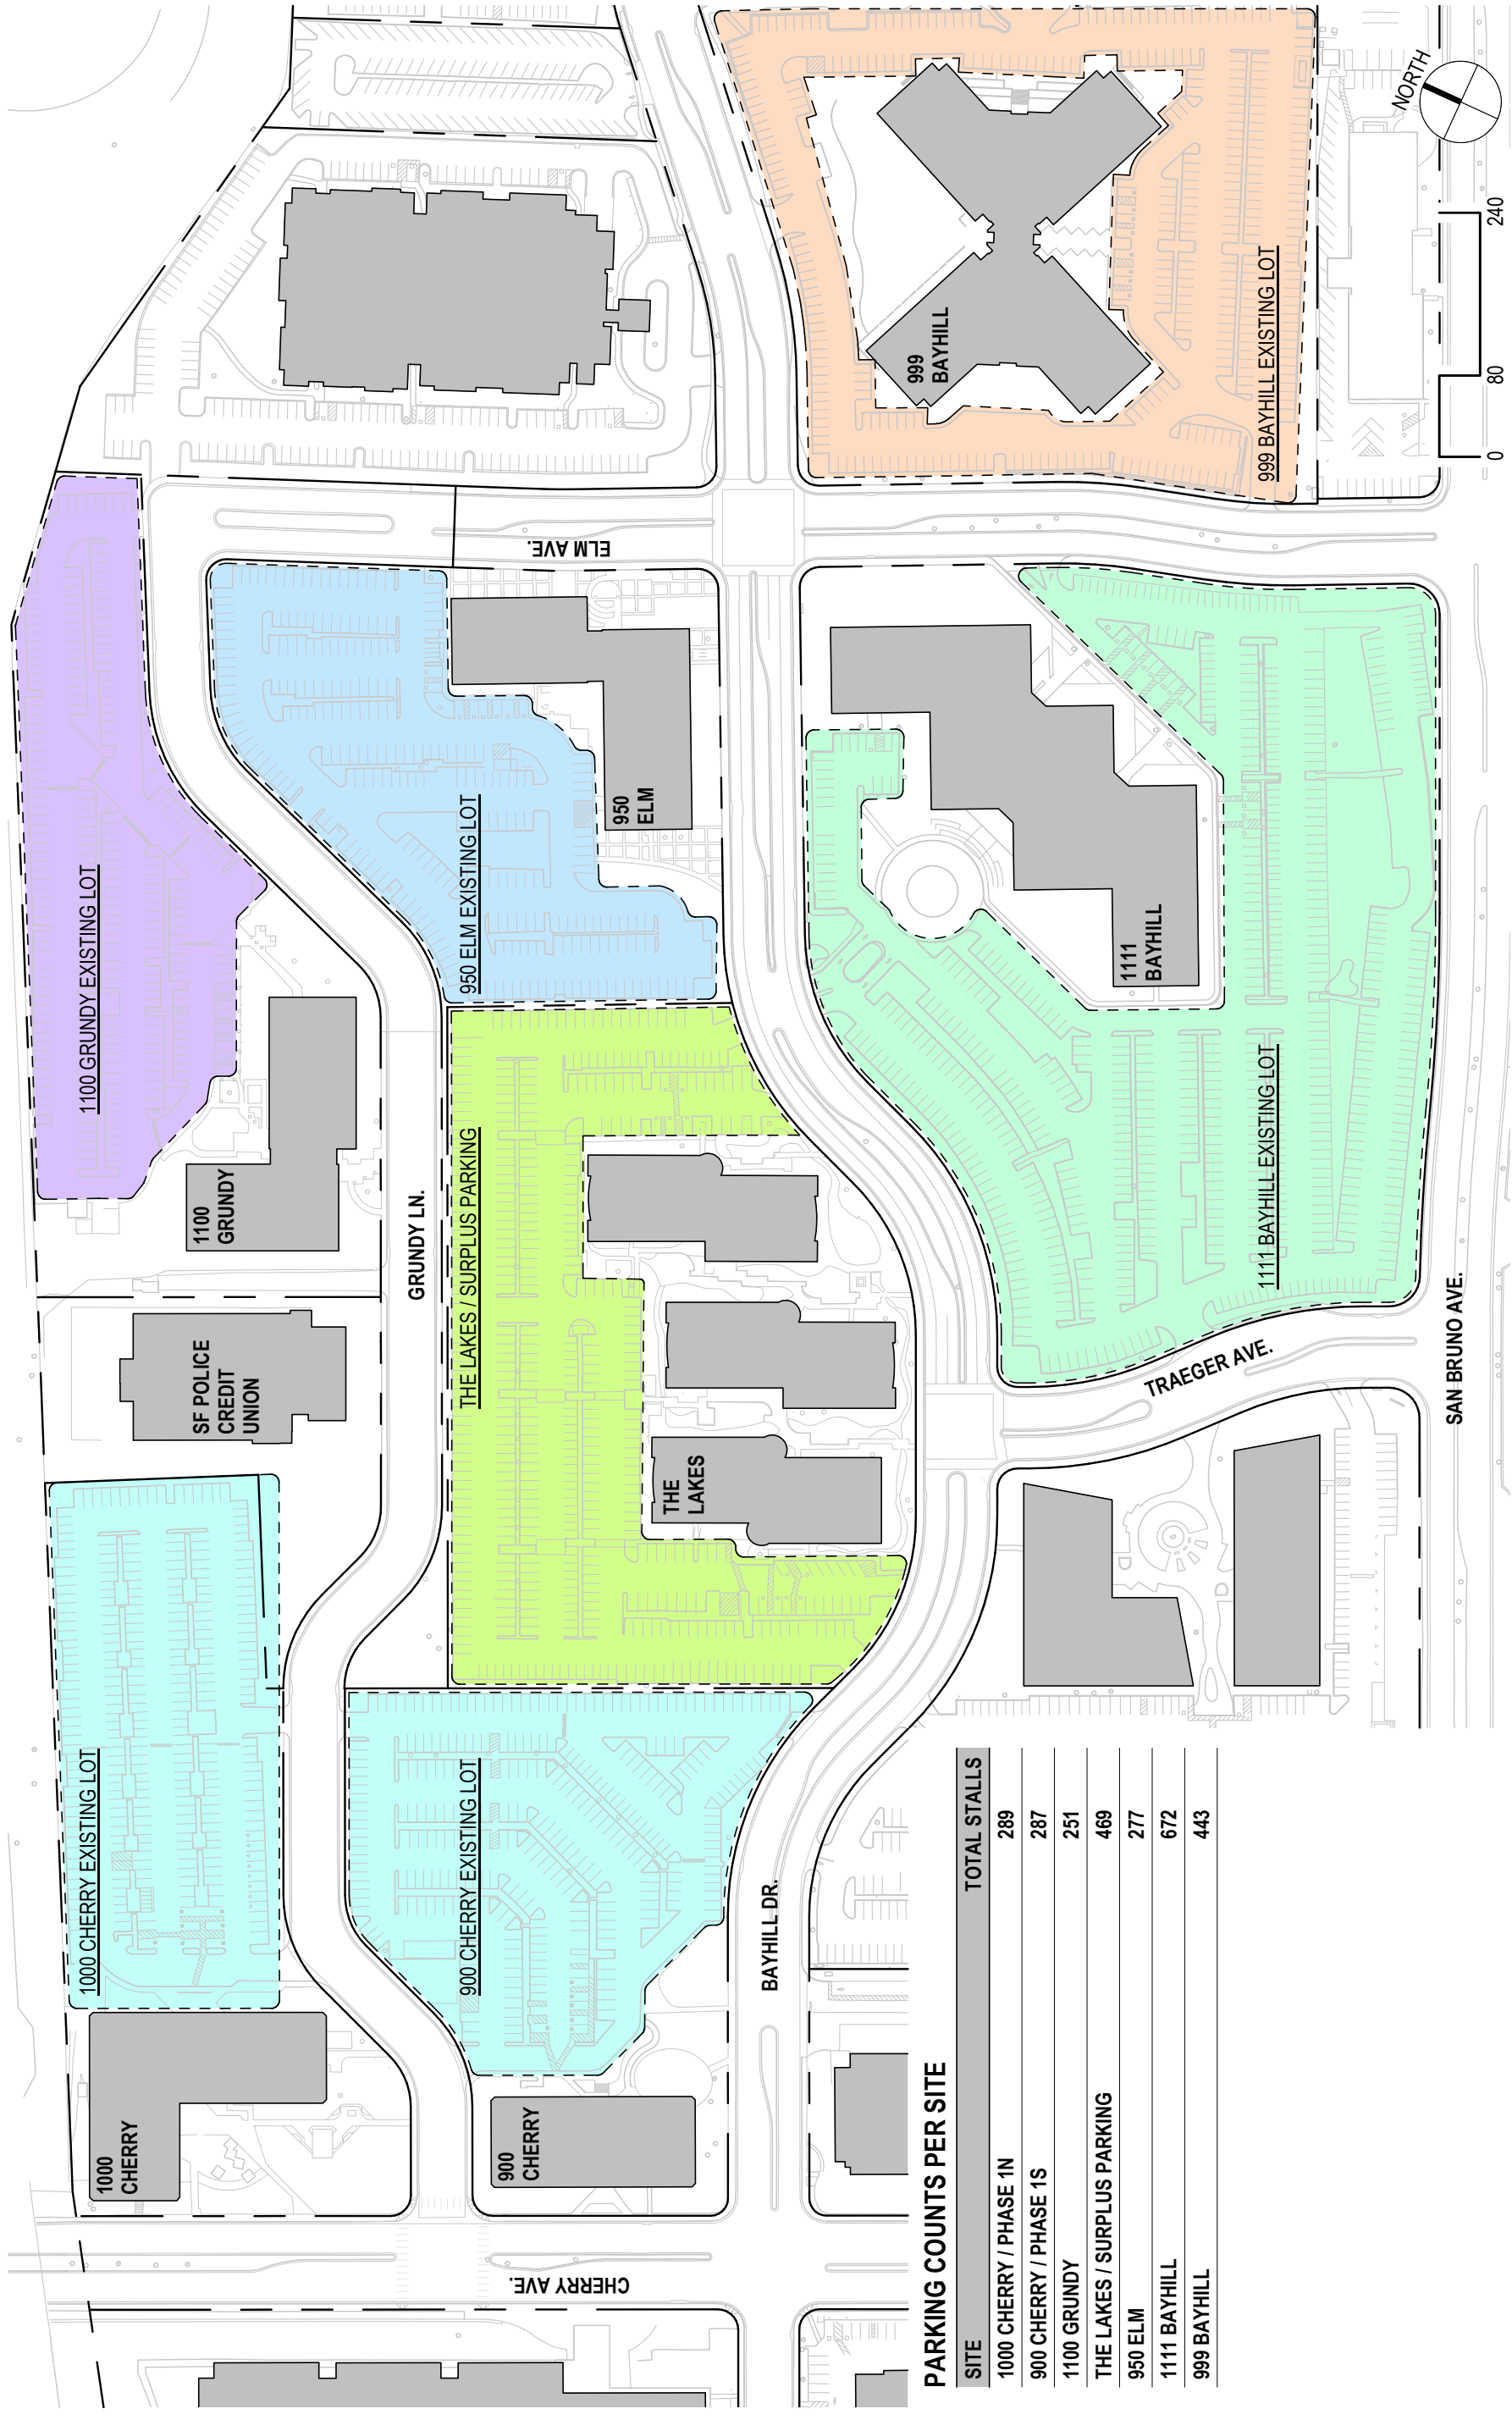 1000 CHERRY EXISTING LOT
1000
CHERRY
SF POLICE
CREDIT
UNION
1100 GRUNDY EXISTING LOT
1100
GRUNDY
GRUNDY LN.
900 CHERRY EXISTING LOT
900
CHERRY
THE LAKES / SURPLUS PARKING
THE
LAKES
950 ELM EXISTING LOT
950
ELM
ELM AVE.
CHERRY AVE.
BAYHILL DR.
999
BAYHILL
999 BAYHILL EXISTING LOT
1111
BAYHILL
1111 BAYHILL EXISTING LOT
TRAEGER AVE.
SAN BRUNO AVE.
PARKING COUNTS PER SITE
SITE TOTAL STALLS
1000 CHERRY / PHASE 1N 289
900 CHERRY / PHASE 1S 287
1100 GRUNDY 251
THE LAKES / SURPLUS PARKING 469
950 ELM 277
1111 BAYHILL 672
999 BAYHILL 443
NORTH
0 80 240